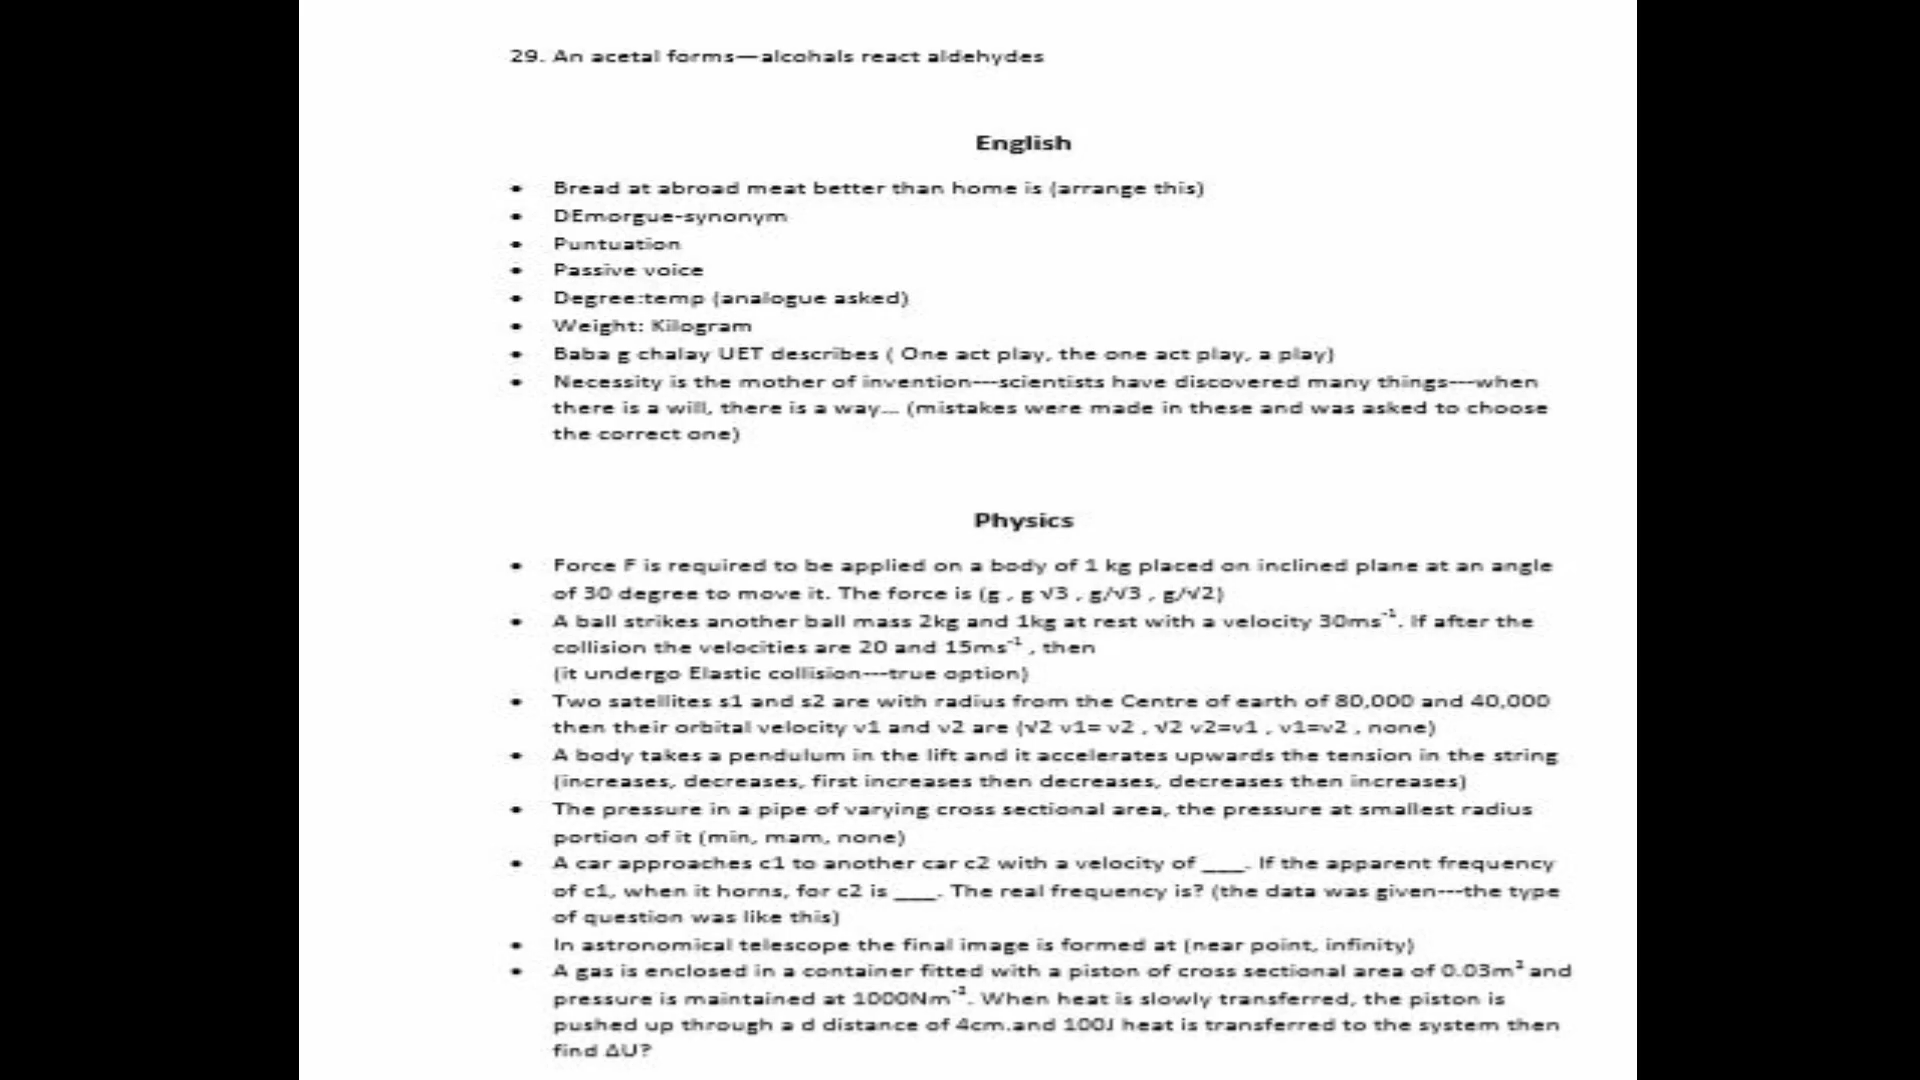 29. An acetal forms—alcohals react aldehydes
English
• Bread at abroad meat better than home is (arrange this)
• DEmorgue-synonym
• Puntuation
• Passive voice
• Degree:temp (analogue asked)
• Weight: Kilogram
• Baba g chalay UET describes ( One act play, the one act play, a play)
• Necessity is the mother of invention---scientists have discovered many things---when
there is a will, there is a way... (mistakes were made in these and was asked to choose
the correct one)
Physics
• Force F is required to be applied on a body of 1 kg placed on inclined plane at an angle
of 30 degree to move it. The force is (g , g √3 , g/√3 , g/√2)
• A ball strikes another ball mass 2kg and 1kg at rest with a velocity 30ms⁻¹. If after the
collision the velocities are 20 and 15ms⁻¹ , then
(it undergo Elastic collision---true option)
• Two satellites s1 and s2 are with radius from the Centre of earth of 80,000 and 40,000
then their orbital velocity v1 and v2 are (√2 v1= v2 , √2 v2=v1 , v1=v2 , none)
• A body takes a pendulum in the lift and it accelerates upwards the tension in the string
(increases, decreases, first increases then decreases, decreases then increases)
• The pressure in a pipe of varying cross sectional area, the pressure at smallest radius
portion of it (min, mam, none)
• A car approaches c1 to another car c2 with a velocity of ___. If the apparent frequency
of c1, when it horns, for c2 is ___. The real frequency is? (the data was given---the type
of question was like this)
• In astronomical telescope the final image is formed at (near point, infinity)
• A gas is enclosed in a container fitted with a piston of cross sectional area of 0.03m² and
pressure is maintained at 1000Nm⁻². When heat is slowly transferred, the piston is
pushed up through a d distance of 4cm.and 100J heat is transferred to the system then
find ΔU?